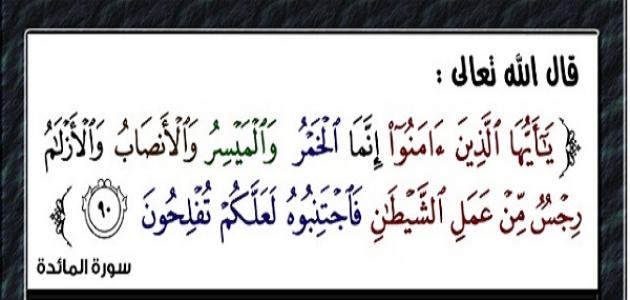 قال الله تعالى :
﴿ يَٰٓأَيُّهَا ٱلَّذِينَ ءَامَنُوٓا۟ إِنَّمَا ٱلْخَمْرُ وَٱلْمَيْسِرُ وَٱلْأَنصَابُ وَٱلْأَزْلَٰمُ
رِجْسٌ مِّنْ عَمَلِ ٱلشَّيْطَٰنِ فَٱجْتَنِبُوهُ لَعَلَّكُمْ تُفْلِحُونَ ٩٠ ﴾
سورة المائدة